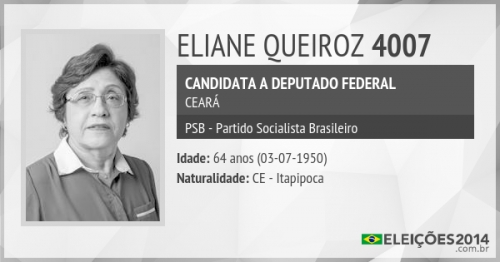 ELIANE QUEIROZ 4007
CANDIDATA A DEPUTADO FEDERAL
CEARÁ
PSB - Partido Socialista Brasileiro
Idade: 64 anos (03-07-1950)
Naturalidade: CE - Itapipoca
ELEIÇÕES2014
.com.br